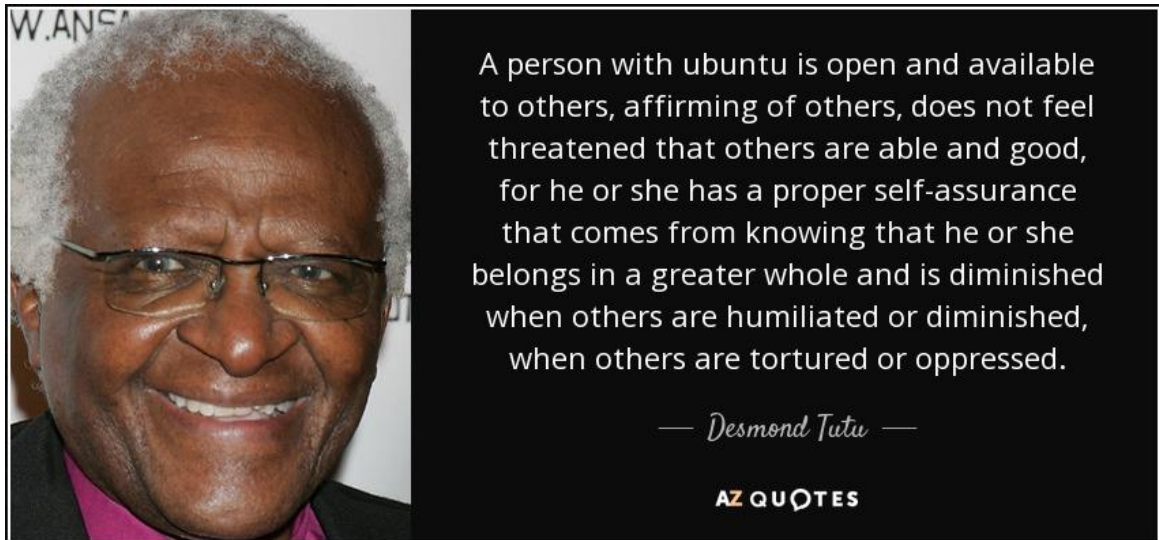 W.ANSA
A person with ubuntu is open and available
to others, affirming of others, does not feel
threatened that others are able and good,
for he or she has a proper self-assurance
that comes from knowing that he or she
belongs in a greater whole and is diminished
when others are humiliated or diminished,
when others are tortured or oppressed.
Desmond Tutu
AZ QUOTES